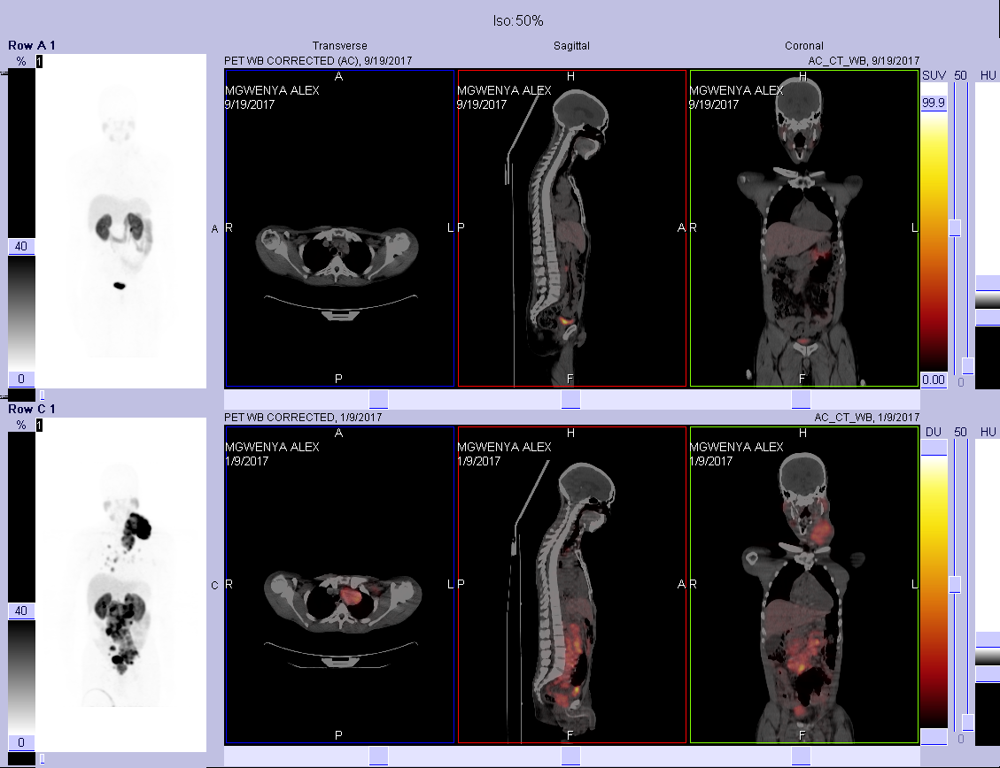 Iso: 50%
Row A 1
Transverse
Sagittal
Coronal
%
1
PET WB CORRECTED (AC), 9/19/2017
AC_CT_WB, 9/19/2017
SUV
50
HU
A
H
H
MGWENYA ALEX
9/19/2017
MGWENYA ALEX
9/19/2017
MGWENYA ALEX
9/19/2017
99.9
A
R
L
P
A
R
L
40
0
P
F
F
0.00
0
Row C 1
%
1
PET WB CORRECTED, 1/9/2017
AC_CT_WB, 1/9/2017
DU
50
HU
A
H
H
MGWENYA ALEX
1/9/2017
MGWENYA ALEX
1/9/2017
MGWENYA ALEX
1/9/2017
C
R
L
P
A
R
L
40
0
P
F
F
0